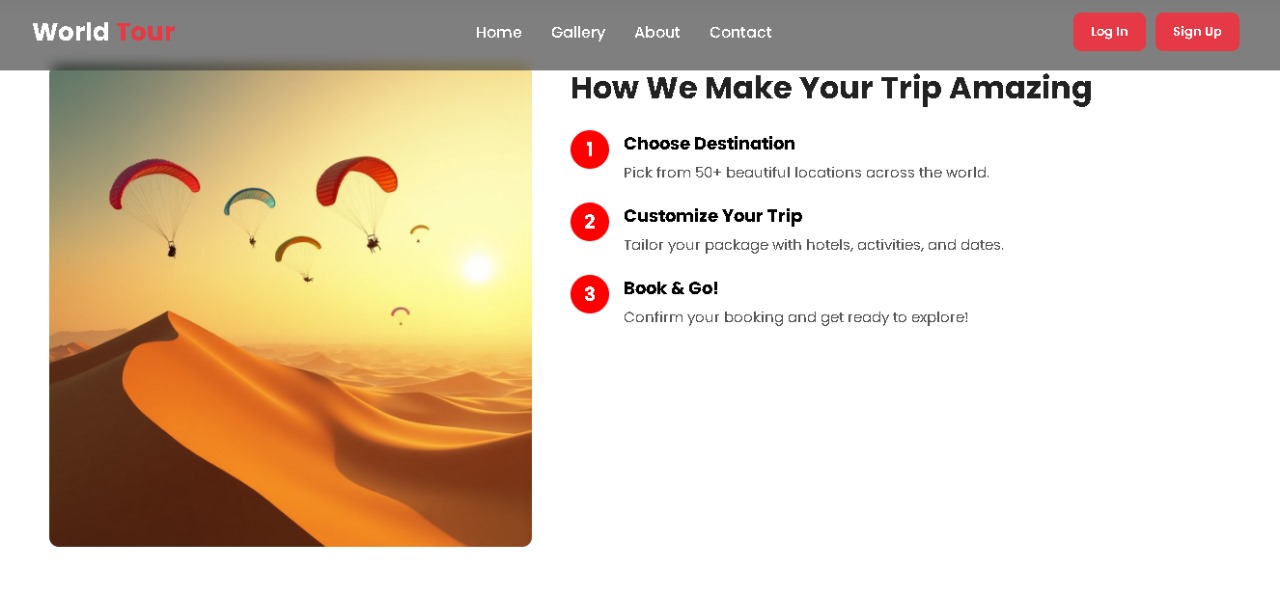 World Tour
Home
Gallery
About
Contact
Log In
Sign Up
How We Make Your Trip Amazing
1
Choose Destination
Pick from 50+ beautiful locations across the world.
2
Customize Your Trip
Tailor your package with hotels, activities, and dates.
3
Book & Go!
Confirm your booking and get ready to explore!